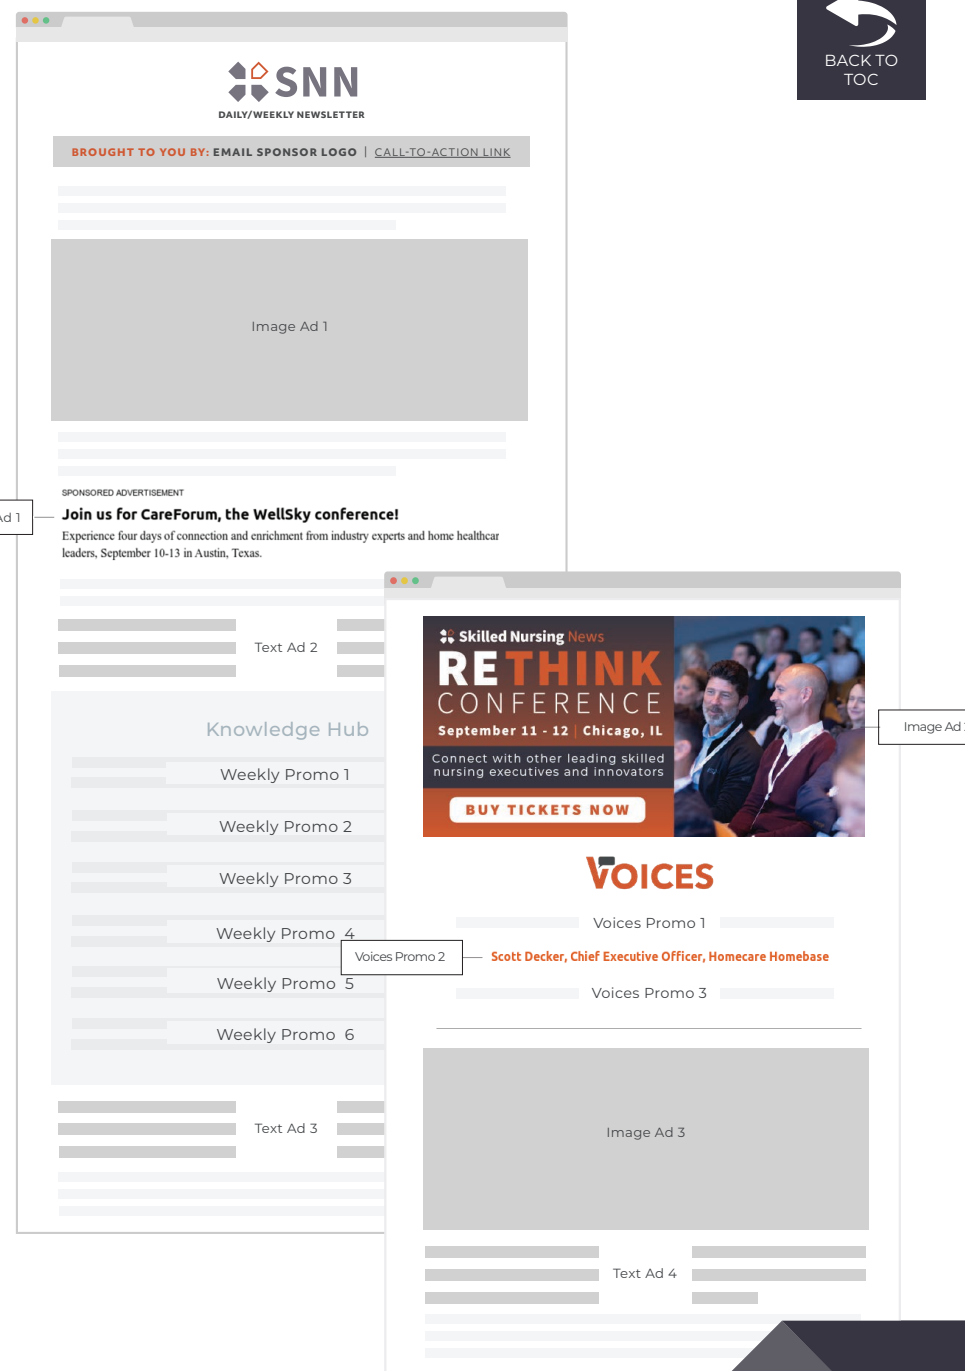 BACK TO
TOC
SNN
DAILY/WEEKLY NEWSLETTER
BROUGHT TO YOU BY: EMAIL SPONSOR LOGO | CALL-TO-ACTION LINK
Image Ad 1
SPONSORED ADVERTISEMENT
Ad 1
Join us for CareForum, the WellSky conference!
Experience four days of connection and enrichment from industry experts and home healthcar
leaders, September 10-13 in Austin, Texas.
Text Ad 2
Knowledge Hub
Weekly Promo 1
Weekly Promo 2
Weekly Promo 3
Weekly Promo 4
Weekly Promo 5
Weekly Promo 6
Text Ad 3
Skilled Nursing News
RETHINK
CONFERENCE
September 11 - 12 | Chicago, IL
Connect with other leading skilled
nursing executives and innovators
BUY TICKETS NOW
Image Ad
VOICES
Voices Promo 1
Voices Promo 2
Scott Decker, Chief Executive Officer, Homecare Homebase
Voices Promo 3
Image Ad 3
Text Ad 4